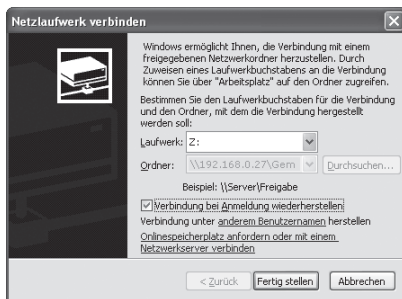 Netzlaufwerk verbinden
Windows ermöglicht Ihnen, die Verbindung mit einem
freigegebenen Netzwerkordner herzustellen. Durch
Zuweisen eines Laufwerkbuchstabens an die Verbindung
können Sie über "Arbeitsplatz" auf den Ordner zugreifen.
Bestimmen Sie den Laufwerkbuchstaben für die Verbindung
und den Ordner, mit dem die Verbindung hergestellt
werden soll:
Laufwerk: Z:
Ordner: \\192.168.0.27\Gem Durchsuchen...
Beispiel: \\Server\Freigabe
Verbindung bei Anmeldung wiederherstellen
Verbindung unter anderem Benutzernamen herstellen
Onlinespeicherplatz anfordern oder mit einem
Netzwerkserver verbinden
< Zurück Fertig stellen Abbrechen